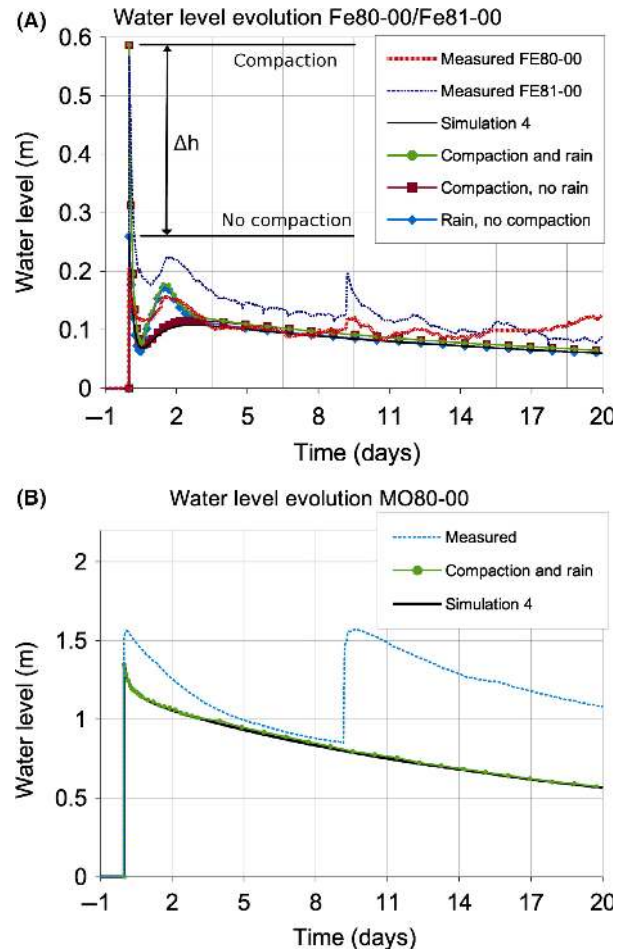 (A) Water level evolution Fe80-00/Fe81-00
0.6
0.5
0.4
0.3
0.2
0.1
0
Water level (m)
Compaction
Δh
No compaction
Measured FE80-00
Measured FE81-00
Simulation 4
Compaction and rain
Compaction, no rain
Rain, no compaction
–1 2 5 8 11 14 17 20
Time (days)
(B) Water level evolution MO80-00
2
1.5
1
0.5
0
Water level (m)
Measured
Compaction and rain
Simulation 4
–1 2 5 8 11 14 17 20
Time (days)